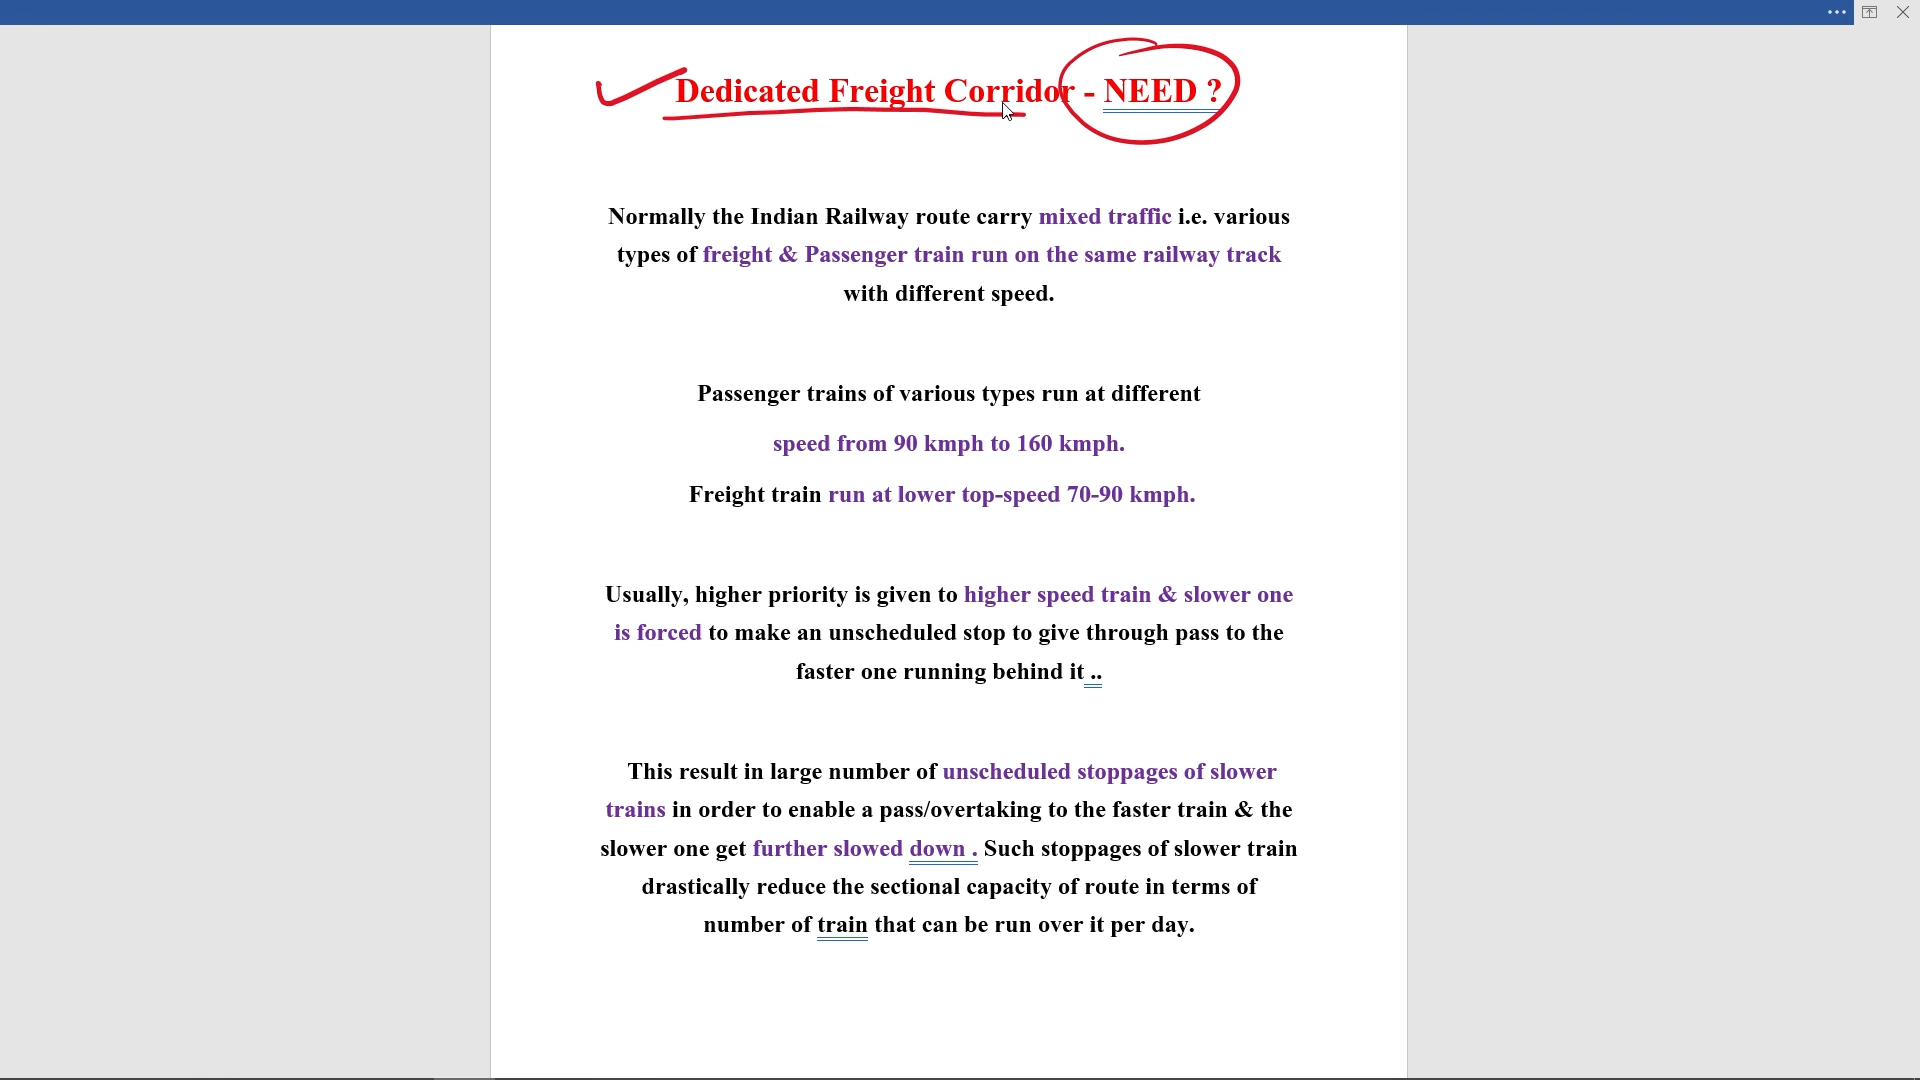 Dedicated Freight Corridor - NEED ?
Normally the Indian Railway route carry mixed traffic i.e. various
types of freight & Passenger train run on the same railway track
with different speed.
Passenger trains of various types run at different
speed from 90 kmph to 160 kmph.
Freight train run at lower top-speed 70-90 kmph.
Usually, higher priority is given to higher speed train & slower one
is forced to make an unscheduled stop to give through pass to the
faster one running behind it ..
This result in large number of unscheduled stoppages of slower
trains in order to enable a pass/overtaking to the faster train & the
slower one get further slowed down . Such stoppages of slower train
drastically reduce the sectional capacity of route in terms of
number of train that can be run over it per day.